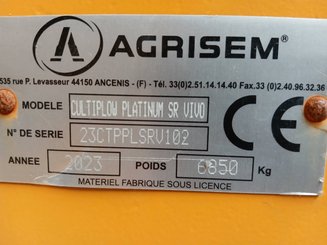 AGRISEM®
535 rue P. Levasseur 44150 ANCENIS - (F) - Tél. 33(0)2.51.14.14.40 Fax.33 (0)2.40.96.32.36
MODELE CULTIPLOW PLATINUM SR VIVO
N° DE SERIE 23CTPPLSRV102
CE
ANNEE 2023 POIDS 6850 Kg
MATERIEL FABRIQUE SOUS LICENCE